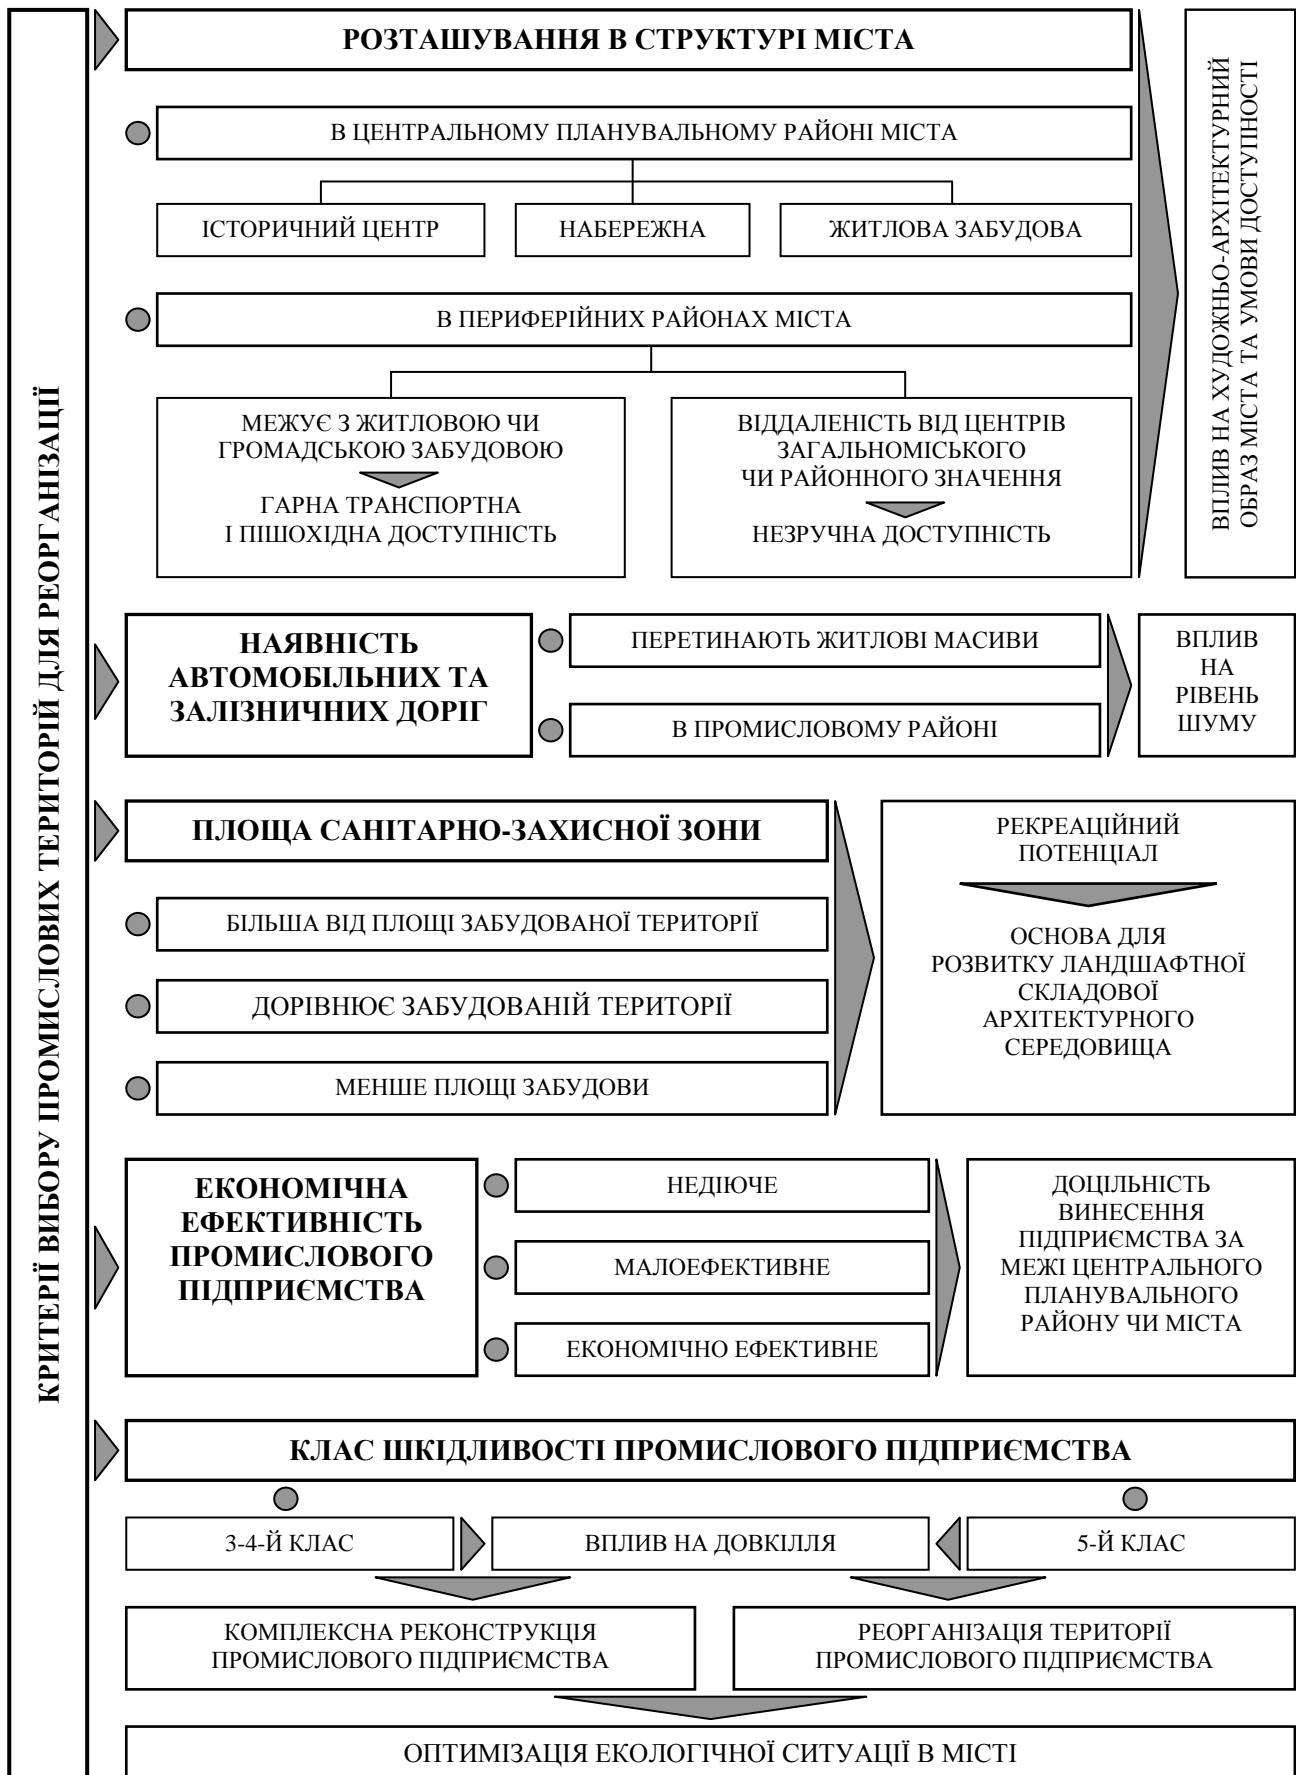 КРИТЕРІЇ ВИБОРУ ПРОМИСЛОВИХ ТЕРИТОРІЙ ДЛЯ РЕОРГАНІЗАЦІЇ
РОЗТАШУВАННЯ В СТРУКТУРІ МІСТА
В ЦЕНТРАЛЬНОМУ ПЛАНУВАЛЬНОМУ РАЙОНІ МІСТА
ІСТОРИЧНИЙ ЦЕНТР
НАБЕРЕЖНА
ЖИТЛОВА ЗАБУДОВА
В ПЕРИФЕРІЙНИХ РАЙОНАХ МІСТА
МЕЖУЄ З ЖИТЛОВОЮ ЧИ
ГРОМАДСЬКОЮ ЗАБУДОВОЮ
ГАРНА ТРАНСПОРТНА
І ПІШОХІДНА ДОСТУПНІСТЬ
ВІДДАЛЕНІСТЬ ВІД ЦЕНТРІВ
ЗАГАЛЬНОМІСЬКОГО
ЧИ РАЙОННОГО ЗНАЧЕННЯ
НЕЗРУЧНА ДОСТУПНІСТЬ
ВПЛИВ НА ХУДОЖНЬО-АРХІТЕКТУРНИЙ
ОБРАЗ МІСТА ТА УМОВИ ДОСТУПНОСТІ
НАЯВНІСТЬ
АВТОМОБІЛЬНИХ ТА
ЗАЛІЗНИЧНИХ ДОРІГ
ПЕРЕТИНАЮТЬ ЖИТЛОВІ МАСИВИ
В ПРОМИСЛОВОМУ РАЙОНІ
ВПЛИВ
НА
РІВЕНЬ
ШУМУ
ПЛОЩА САНІТАРНО-ЗАХИСНОЇ ЗОНИ
БІЛЬША ВІД ПЛОЩІ ЗАБУДОВАНОЇ ТЕРИТОРІЇ
ДОРІВНЮЄ ЗАБУДОВАНІЙ ТЕРИТОРІЇ
МЕНШЕ ПЛОЩІ ЗАБУДОВИ
РЕКРЕАЦІЙНИЙ
ПОТЕНЦІАЛ
ОСНОВА ДЛЯ
РОЗВИТКУ ЛАНДШАФТНОЇ
СКЛАДОВОЇ
АРХІТЕКТУРНОГО
СЕРЕДОВИЩА
ЕКОНОМІЧНА
ЕФЕКТИВНІСТЬ
ПРОМИСЛОВОГО
ПІДПРИЄМСТВА
НЕДІЮЧЕ
МАЛОЕФЕКТИВНЕ
ЕКОНОМІЧНО ЕФЕКТИВНЕ
ДОЦІЛЬНІСТЬ
ВИНЕСЕННЯ
ПІДПРИЄМСТВА ЗА
МЕЖІ ЦЕНТРАЛЬНОГО
ПЛАНУВАЛЬНОГО
РАЙОНУ ЧИ МІСТА
КЛАС ШКІДЛИВОСТІ ПРОМИСЛОВОГО ПІДПРИЄМСТВА
3-4-Й КЛАС
ВПЛИВ НА ДОВКІЛЛЯ
5-Й КЛАС
КОМПЛЕКСНА РЕКОНСТРУКЦІЯ
ПРОМИСЛОВОГО ПІДПРИЄМСТВА
РЕОРГАНІЗАЦІЯ ТЕРИТОРІЇ
ПРОМИСЛОВОГО ПІДПРИЄМСТВА
ОПТИМІЗАЦІЯ ЕКОЛОГІЧНОЇ СИТУАЦІЇ В МІСТІ